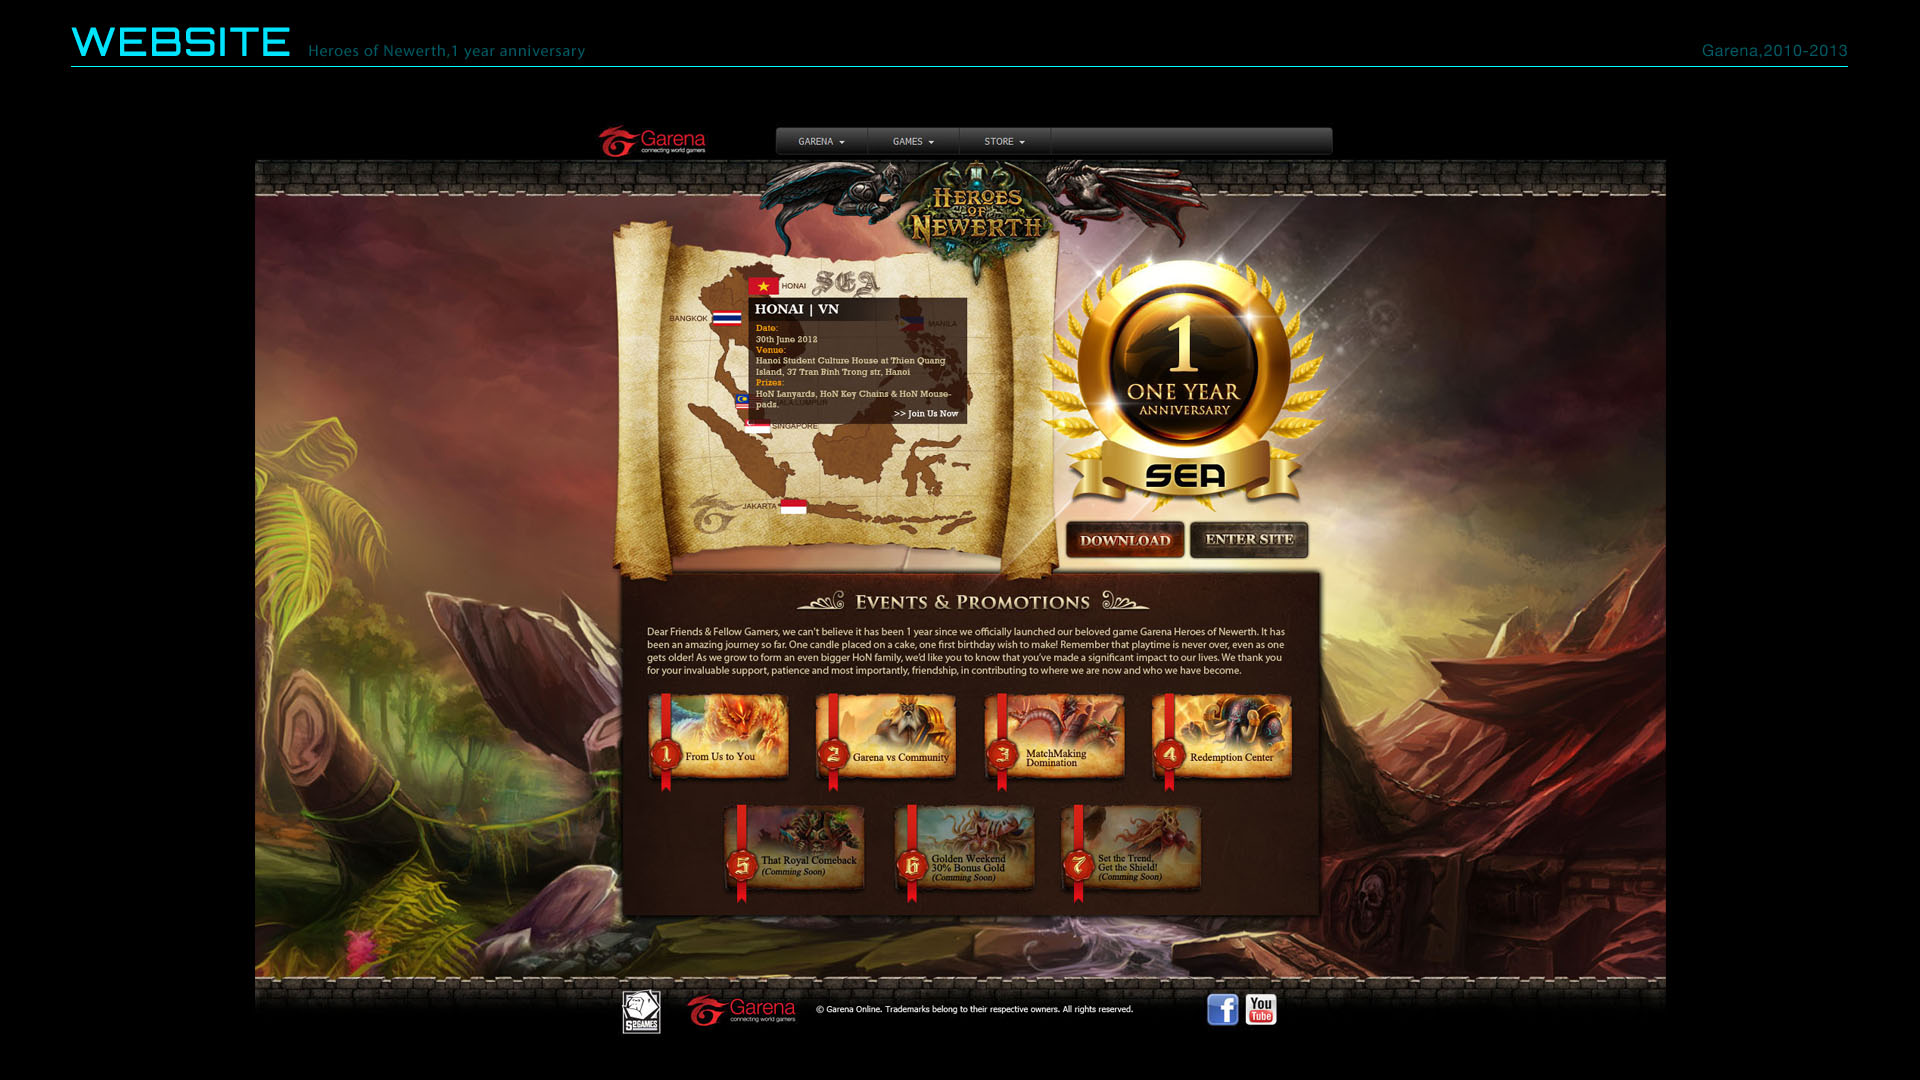 WEBSITE Heroes of Newerth,1 year anniversary
Garena,2010-2013
Garena
connecting world gamers
GARENA
GAMES
STORE
HEROES
OF
NEWERTH
SEA
HONAI
BANGKOK
MANILA
HONAI | VN
Date:
30th June 2012
Venue:
Hanoi Student Culture House at Thien Quang
Island, 37 Tran Binh Trong str, Hanoi
Prizes:
HoN Lanyards, HoN Key Chains & HoN Mouse-
pads.
>> Join Us Now
SINGAPORE
JAKARTA
1
ONE YEAR
ANNIVERSARY
SEA
DOWNLOAD
ENTER SITE
EVENTS & PROMOTIONS
Dear Friends & Fellow Gamers, we can't believe it has been 1 year since we officially launched our beloved game Garena Heroes of Newerth. It has
been an amazing journey so far. One candle placed on a cake, one first birthday wish to make! Remember that playtime is never over, even as one
gets older! As we grow to form an even bigger HoN family, we'd like you to know that you've made a significant impact to our lives. We thank you
for your invaluable support, patience and most importantly, friendship, in contributing to where we are now and who we have become.
1 From Us to You
2 Garena vs Community
3 MatchMaking
Domination
4 Redemption Center
5 That Royal Comeback
(Comming Soon)
6 Golden Weekend
30% Bonus Gold
(Comming Soon)
7 Set the Trend,
Get the Shield!
(Comming Soon)
S2GAMES
Garena
connecting world gamers
© Garena Online. Trademarks belong to their respective owners. All rights reserved.
f
You
Tube